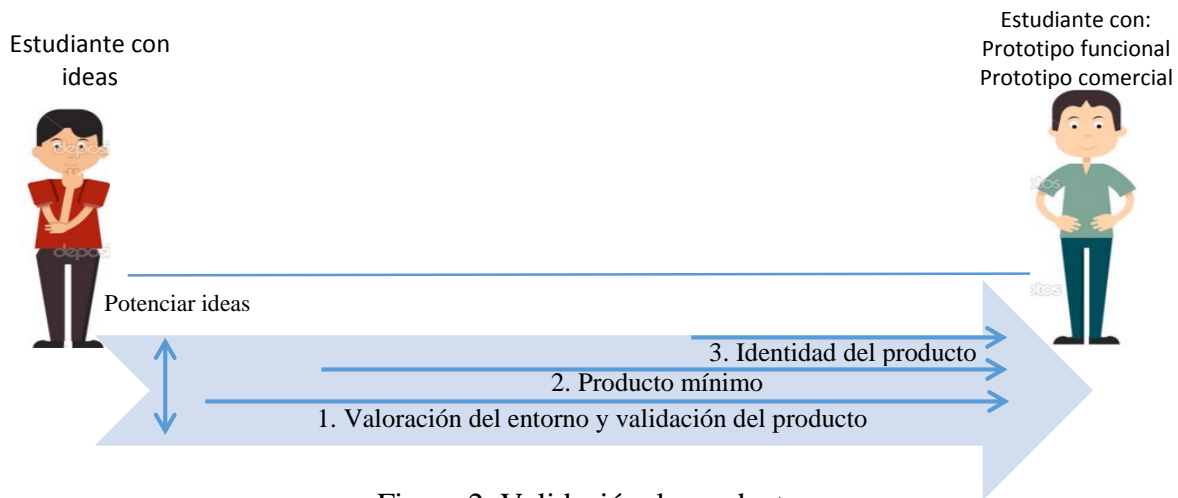 Estudiante con
ideas
Estudiante con:
Prototipo funcional
Prototipo comercial
Potenciar ideas
3. Identidad del producto
2. Producto mínimo
1. Valoración del entorno y validación del producto